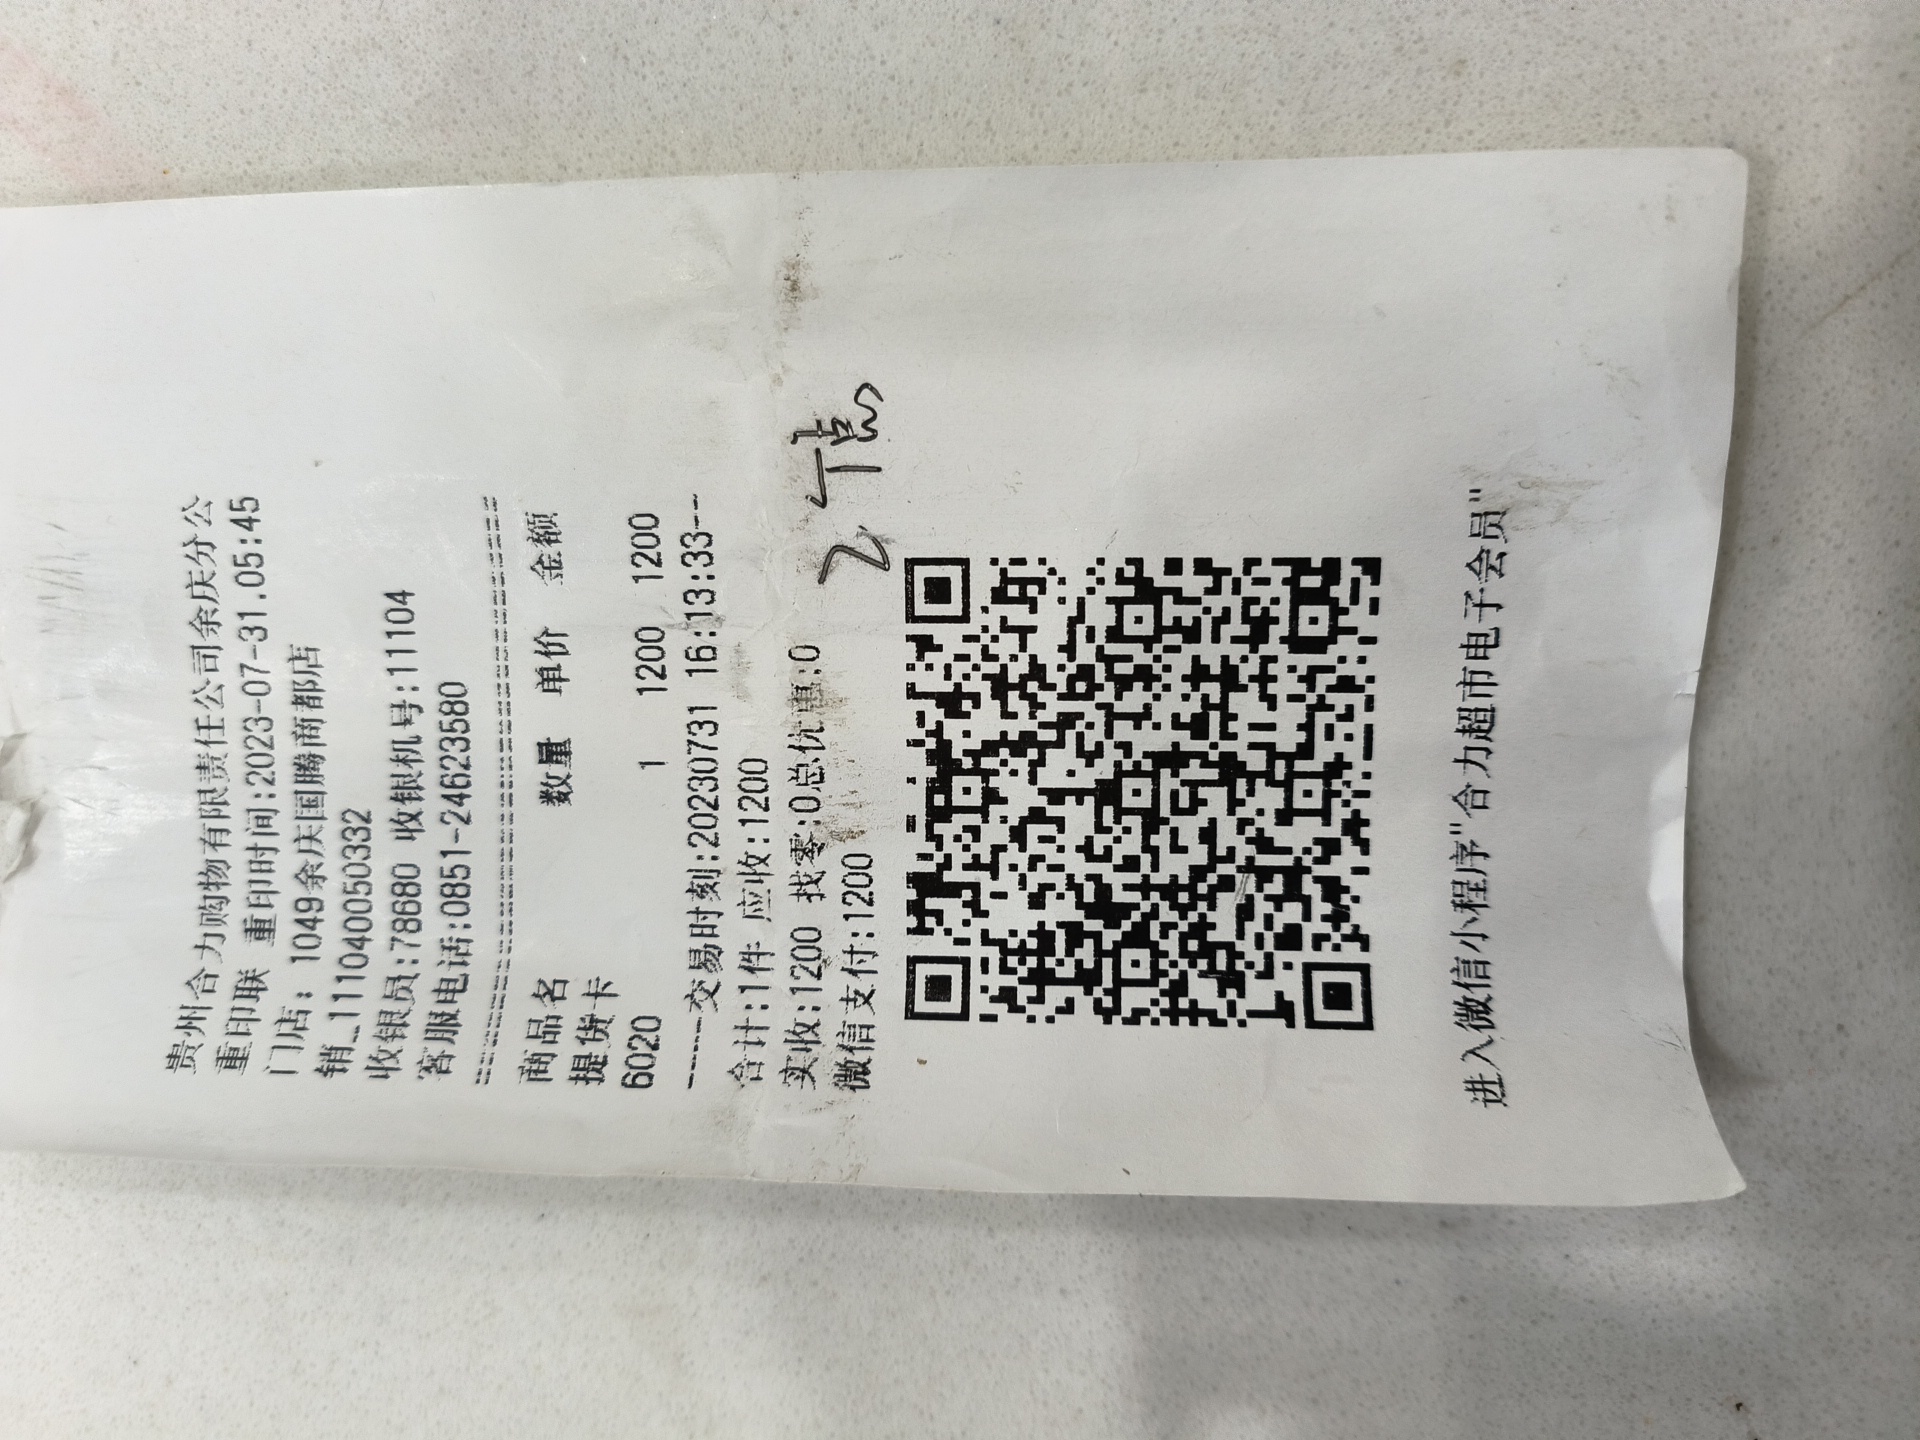 贵州合力购物有限责任公司余庆分公
重印联 重印时间:2023-07-31.05:45
门店: 1049余庆国腾商都店
销_111040050332
收银员:78680 收银机号:11104
客服电话:0851-24623580
商品名 数量 单价 金额
提货卡
6020 1 1200 1200
-----交易时刻:20230731 16:13:33--
合计:1件 应收:1200
实收:1200 找零:0总优惠:0
微信支付:1200
进入微信小程序"合力超市电子会员"